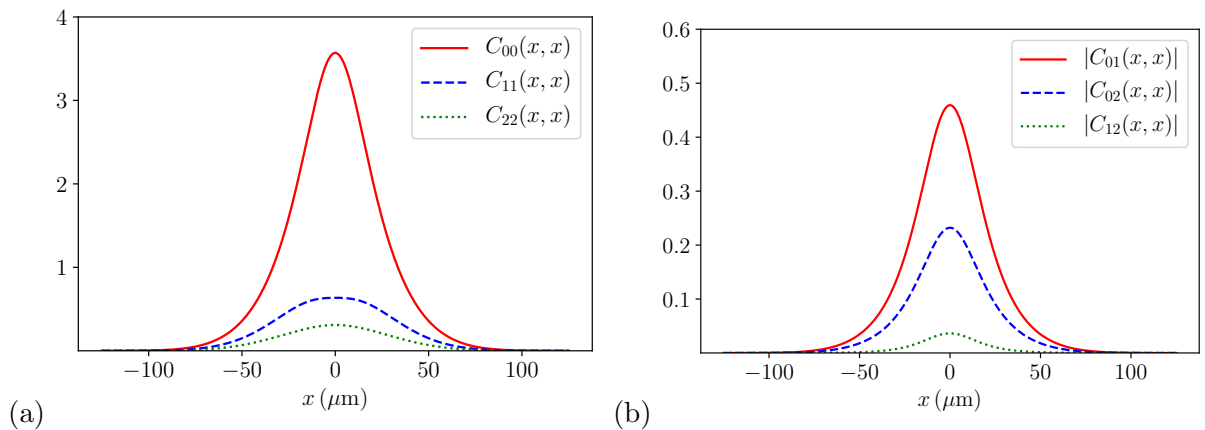 4
3
2
1
C₀₀(x, x)
C₁₁(x, x)
C₂₂(x, x)
−100
−50
0
50
100
x (μm)
(a)
0.6
0.5
0.4
0.3
0.2
0.1
|C₀₁(x, x)|
|C₀₂(x, x)|
|C₁₂(x, x)|
−100
−50
0
50
100
x (μm)
(b)